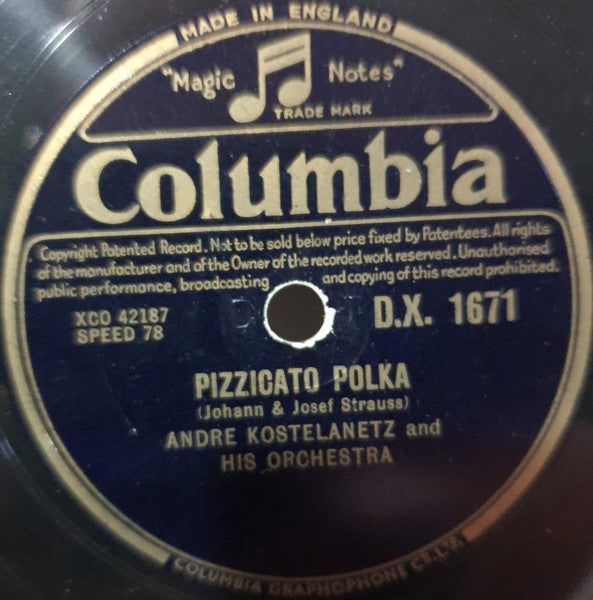 MADE IN ENGLAND
"Magic Notes"
TRADE MARK
Columbia
Copyright Patented Record. Not to be sold below price fixed by Patentees. All rights
of the manufacturer and of the Owner of the recorded work reserved. Unauthorised
public performance, broadcasting and copying of this record prohibited.
XCO 42187
SPEED 78
D.X. 1671
PIZZICATO POLKA
(Johann & Josef Strauss)
ANDRE KOSTELANETZ and
HIS ORCHESTRA
COLUMBIA GRAPHOPHONE CO. LTD.